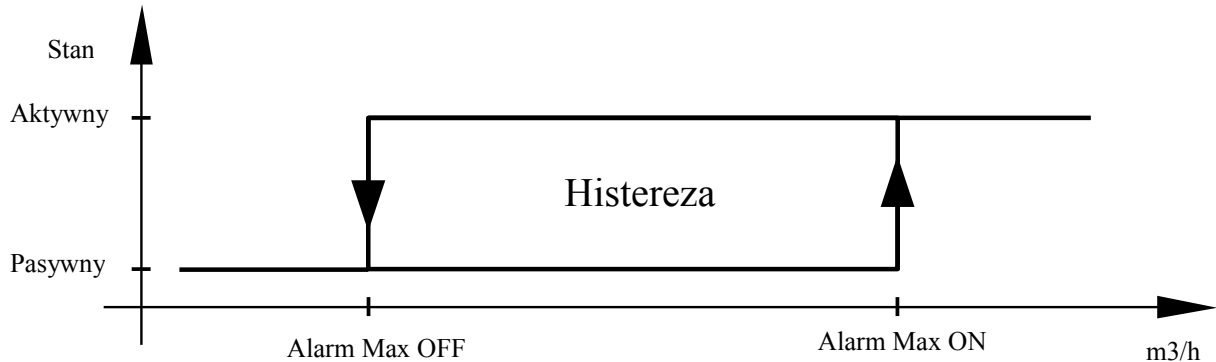 Stan
Aktywny
Histereza
Pasywny
Alarm Max OFF
Alarm Max ON
m3/h